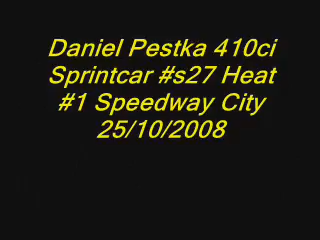 Daniel Pestka 410ci
Sprintcar #s27 Heat
#1 Speedway City
25/10/2008